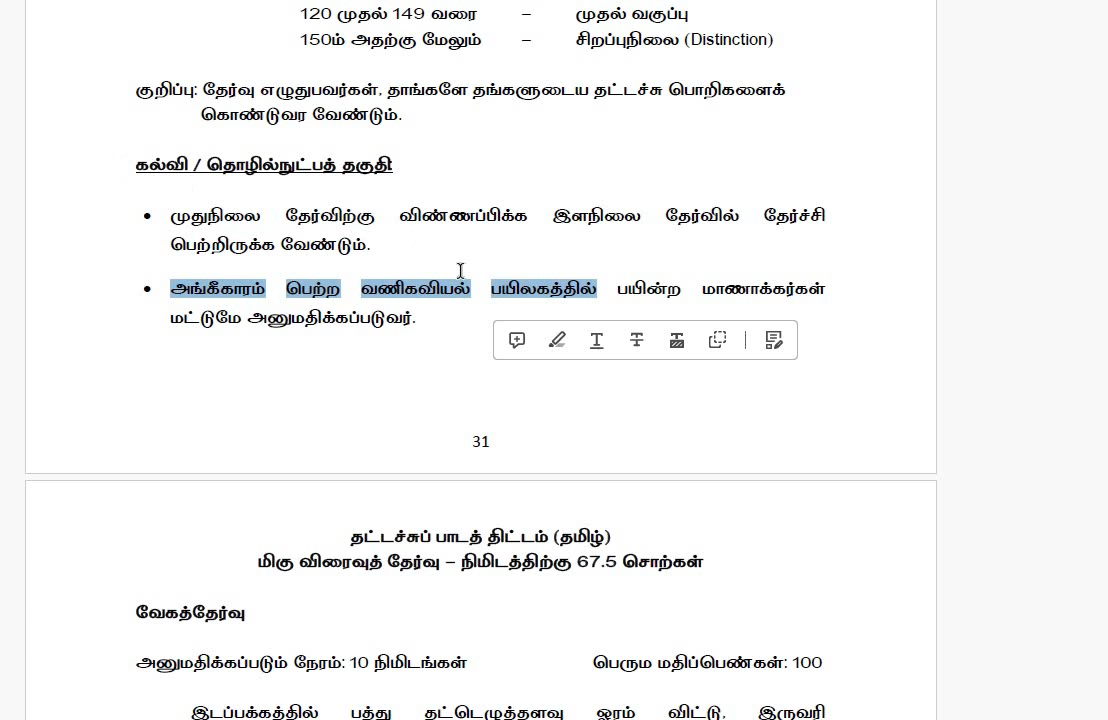 120 முதல் 149 வரை – முதல் வகுப்பு
150ம் அதற்கு மேலும் – சிறப்புநிலை (Distinction)
குறிப்பு: தேர்வு எழுதுபவர்கள், தாங்களே தங்களுடைய தட்டச்சு பொறிகளைக்
கொண்டுவர வேண்டும்.
கல்வி / தொழில்நுட்பத் தகுதி:
• முதுநிலை தேர்விற்கு விண்ணப்பிக்க இளநிலை தேர்வில் தேர்ச்சி
பெற்றிருக்க வேண்டும்.
• அங்கீகாரம் பெற்ற வணிகவியல் பயிலகத்தில் பயின்ற மாணாக்கர்கள்
மட்டுமே அனுமதிக்கப்படுவர்.
31
தட்டச்சுப் பாடத் திட்டம் (தமிழ்)
மிகு விரைவுத் தேர்வு – நிமிடத்திற்கு 67.5 சொற்கள்
வேகத்தேர்வு
அனுமதிக்கப்படும் நேரம்: 10 நிமிடங்கள் பெரும மதிப்பெண்கள்: 100
இடப்பக்கத்தில் பத்து தட்டெழுத்தளவு ஓரம் விட்டு, இருவரி